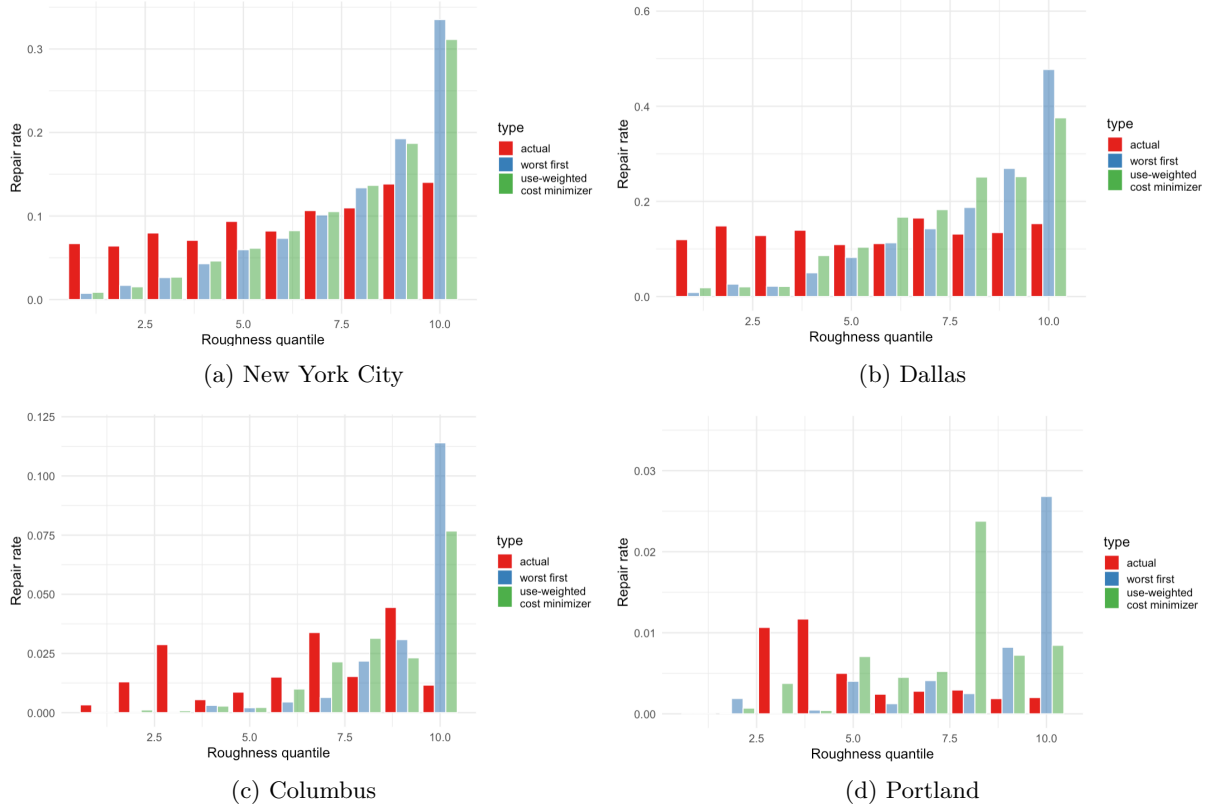 0.3
0.2
0.1
0.0
Repair rate
2.5
5.0
7.5
10.0
Roughness quantile
type
actual
worst first
use-weighted
cost minimizer
(a) New York City
0.6
0.4
0.2
0.0
Repair rate
2.5
5.0
7.5
10.0
Roughness quantile
type
actual
worst first
use-weighted
cost minimizer
(b) Dallas
0.125
0.100
0.075
0.050
0.025
0.000
Repair rate
2.5
5.0
7.5
10.0
Roughness quantile
type
actual
worst first
use-weighted
cost minimizer
(c) Columbus
0.03
0.02
0.01
0.00
Repair rate
2.5
5.0
7.5
10.0
Roughness quantile
type
actual
worst first
use-weighted
cost minimizer
(d) Portland